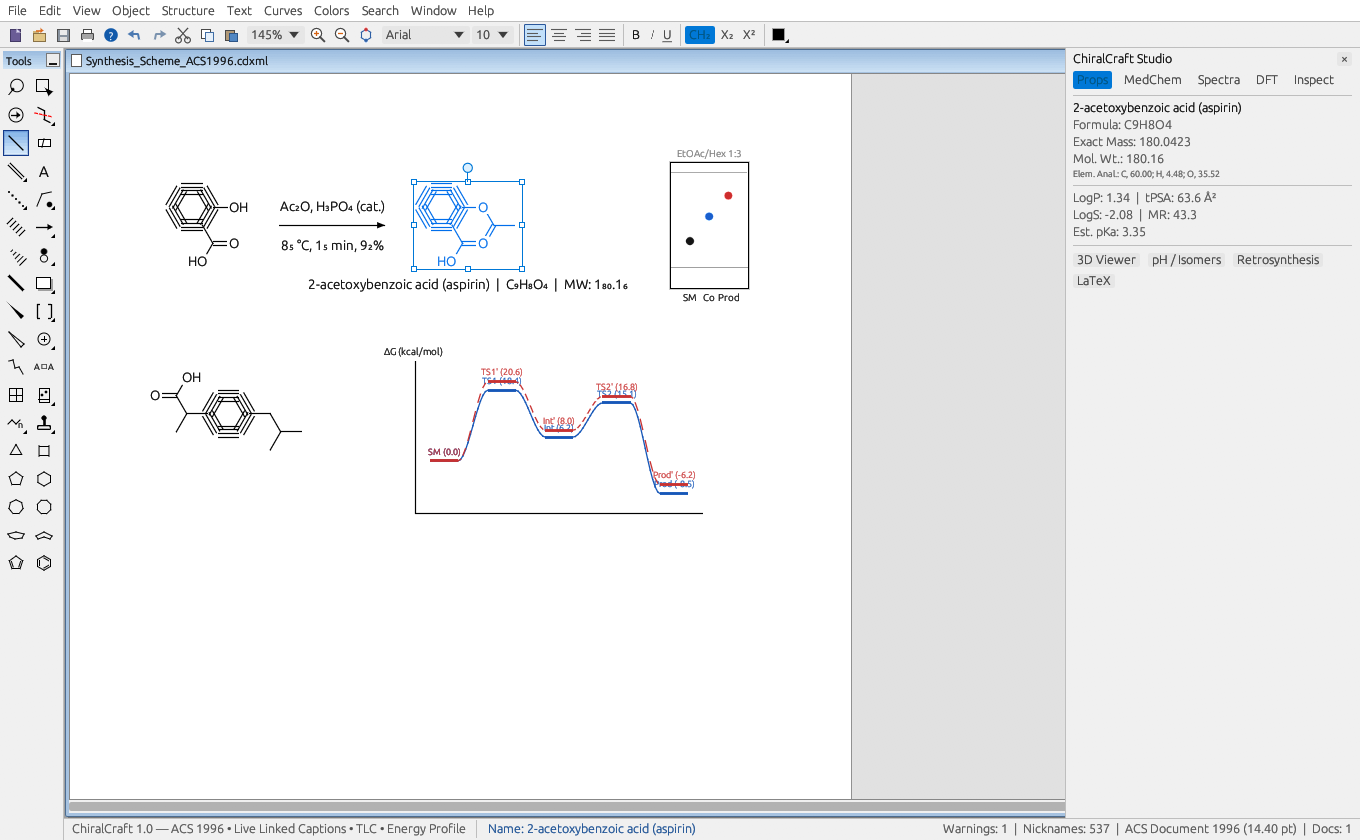 File Edit View Object Structure Text Curves Colors Search Window Help
145% Arial 10 B I U CH₂ X₂ X²
Tools
Synthesis_Scheme_ACS1996.cdxml
ChiralCraft Studio
Props MedChem Spectra DFT Inspect
2-acetoxybenzoic acid (aspirin)
Formula: C9H8O4
Exact Mass: 180.0423
Mol. Wt.: 180.16
Elem. Anal.: C, 60.00; H, 4.48; O, 35.52
LogP: 1.34 | tPSA: 63.6 Å²
LogS: -2.08 | MR: 43.3
Est. pKa: 3.35
3D Viewer pH / Isomers Retrosynthesis
LaTeX
A
A A
n
OH
O
HO
Ac₂O, H₃PO₄ (cat.)
8₅ °C, 1₅ min, 9₂%
O
O
O
HO
2-acetoxybenzoic acid (aspirin) | C₉H₈O₄ | MW: 1₈₀.1₆
EtOAc/Hex 1:3
SM Co Prod
OH
O
ΔG (kcal/mol)
TS1' (20.6)
TS2' (16.8)
TS2 (15.1)
Int' (8.0)
Int (6.2)
SM (0.0)
Prod' (-6.2)
ChiralCraft 1.0 — ACS 1996 • Live Linked Captions • TLC • Energy Profile
Name: 2-acetoxybenzoic acid (aspirin)
Warnings: 1 | Nicknames: 537 | ACS Document 1996 (14.40 pt) | Docs: 1